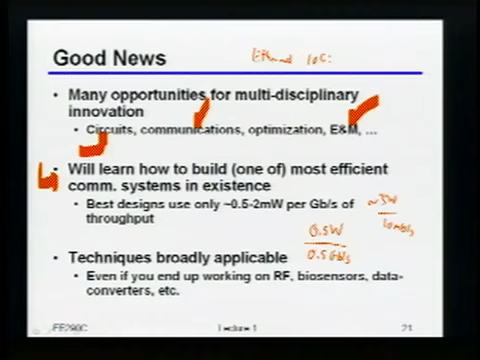 Good News
Ethernet 10G:
Many opportunities for multi-disciplinary
innovation
Circuits, communications, optimization, E&M, ...
Will learn how to build (one of) most efficient
comm. systems in existence
Best designs use only ~0.5-2mW per Gb/s of
throughput
~5W
10Gb/s
0.5W
0.5Gb/s
Techniques broadly applicable
Even if you end up working on RF, biosensors, data-
converters, etc.
EE290C
Lecture 1
21